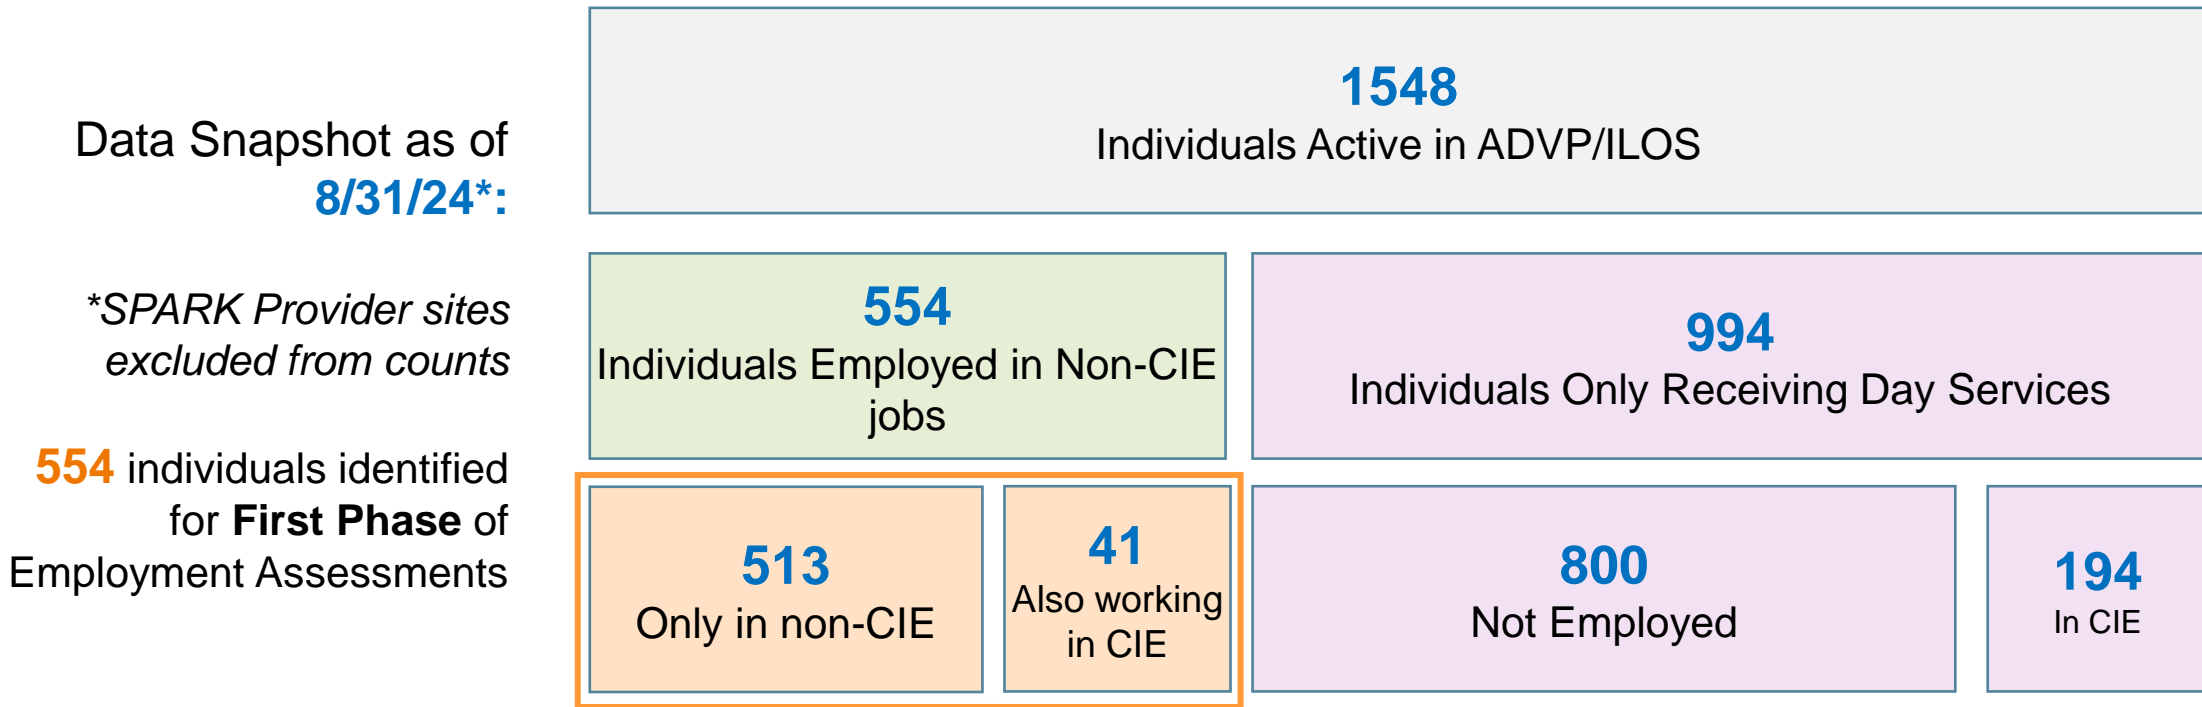 Data Snapshot as of
8/31/24*:
*SPARK Provider sites
excluded from counts
554 individuals identified
for First Phase of
Employment Assessments
1548
Individuals Active in ADVP/ILOS
554
Individuals Employed in Non-CIE
jobs
994
Individuals Only Receiving Day Services
513
Only in non-CIE
41
Also working
in CIE
800
Not Employed
194
In CIE